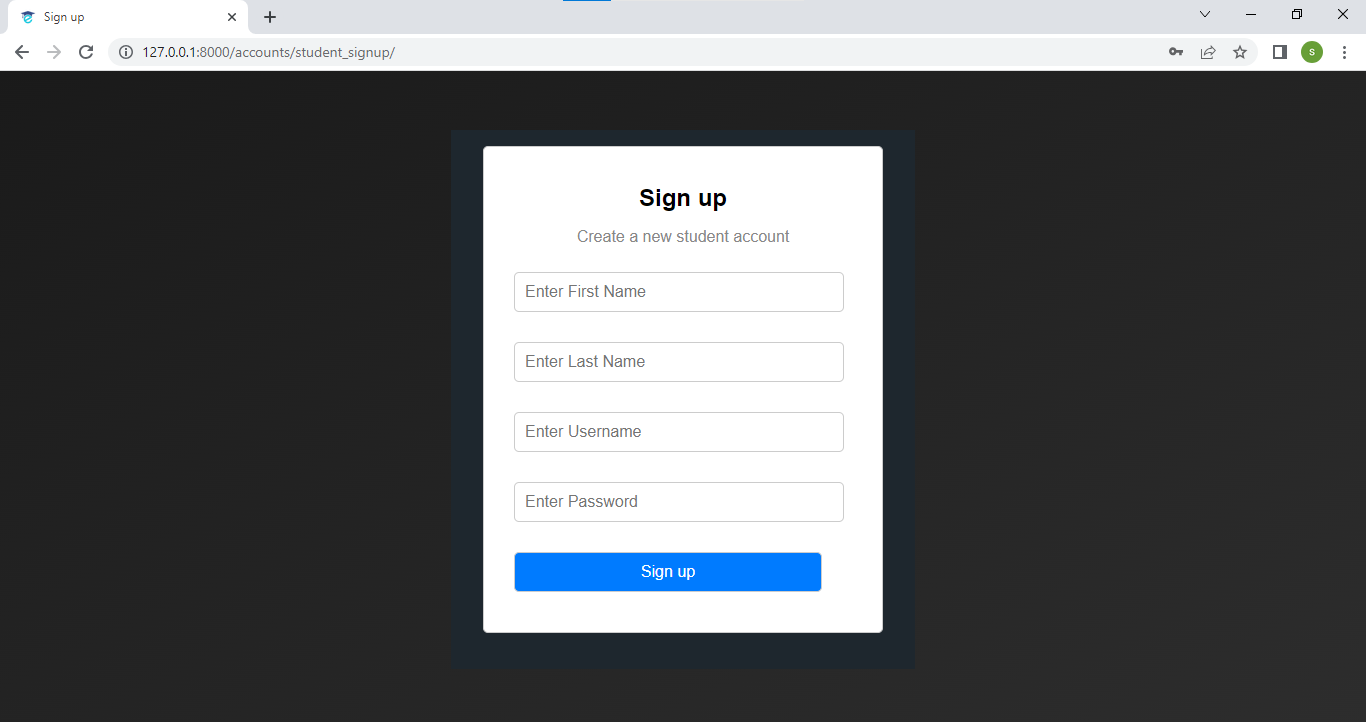 Sign up
127.0.0.1:8000/accounts/student_signup/
s
Sign up
Create a new student account
Enter First Name
Enter Last Name
Enter Username
Enter Password
Sign up